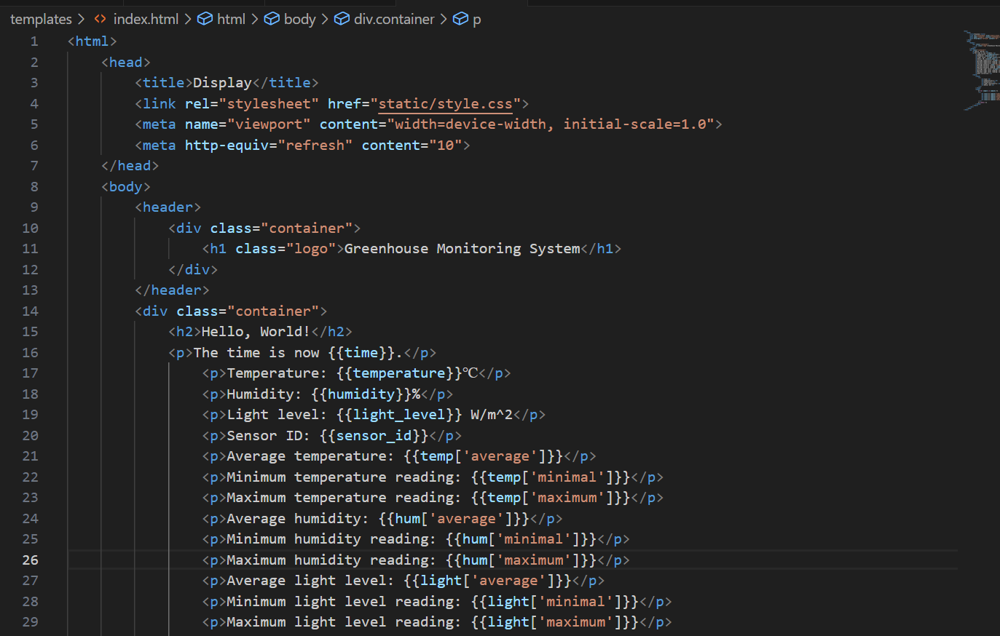 templates > <> index.html > html > body > div.container > p
1 <html>
2 <head>
3 <title>Display</title>
4 <link rel="stylesheet" href="static/style.css">
5 <meta name="viewport" content="width=device-width, initial-scale=1.0">
6 <meta http-equiv="refresh" content="10">
7 </head>
8 <body>
9 <header>
10 <div class="container">
11 <h1 class="logo">Greenhouse Monitoring System</h1>
12 </div>
13 </header>
14 <div class="container">
15 <h2>Hello, World!</h2>
16 <p>The time is now {{time}}.</p>
17 <p>Temperature: {{temperature}}℃</p>
18 <p>Humidity: {{humidity}}%</p>
19 <p>Light level: {{light_level}} W/m^2</p>
20 <p>Sensor ID: {{sensor_id}}</p>
21 <p>Average temperature: {{temp['average']}}</p>
22 <p>Minimum temperature reading: {{temp['minimal']}}</p>
23 <p>Maximum temperature reading: {{temp['maximum']}}</p>
24 <p>Average humidity: {{hum['average']}}</p>
25 <p>Minimum humidity reading: {{hum['minimal']}}</p>
26 <p>Maximum humidity reading: {{hum['maximum']}}</p>
27 <p>Average light level: {{light['average']}}</p>
28 <p>Minimum light level reading: {{light['minimal']}}</p>
29 <p>Maximum light level reading: {{light['maximum']}}</p>